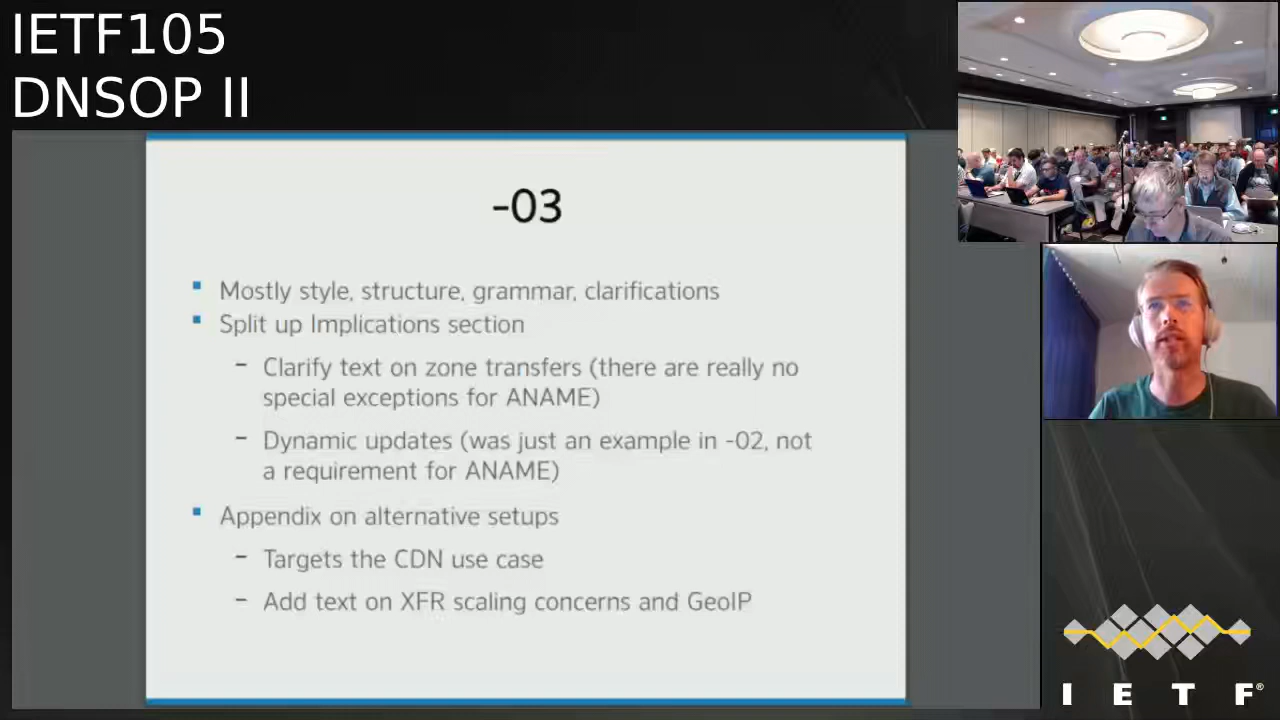 IETF105
DNSOP II
-03
Mostly style, structure, grammar, clarifications
Split up Implications section
– Clarify text on zone transfers (there are really no
special exceptions for ANAME)
– Dynamic updates (was just an example in -02, not
a requirement for ANAME)
Appendix on alternative setups
– Targets the CDN use case
– Add text on XFR scaling concerns and GeoIP
I E T F®